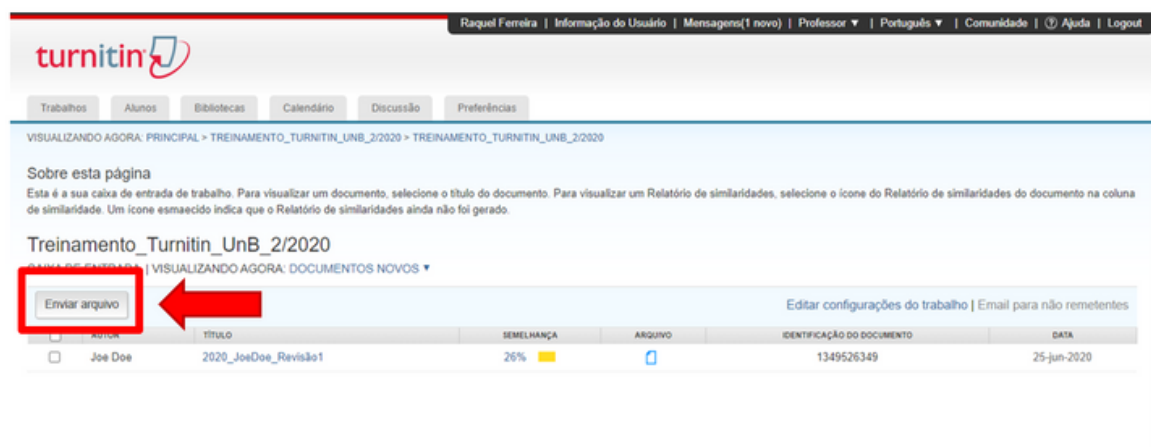 Raquel Ferreira | Informação do Usuário | Mensagens(1 novo) | Professor ▼ | Português ▼ | Comunidade | ? Ajuda | Logout
turnitin
Trabalhos Alunos Bibliotecas Calendário Discussão Preferências
VISUALIZANDO AGORA: PRINCIPAL > TREINAMENTO_TURNITIN_UNB_2/2020 > TREINAMENTO_TURNITIN_UNB_2/2020
Sobre esta página
Esta é a sua caixa de entrada de trabalho. Para visualizar um documento, selecione o título do documento. Para visualizar um Relatório de similaridades, selecione o ícone do Relatório de similaridades do documento na coluna
de similaridade. Um ícone esmaecido indica que o Relatório de similaridades ainda não foi gerado.
Treinamento_Turnitin_UnB_2/2020
CAIXA DE ENTRADA | VISUALIZANDO AGORA: DOCUMENTOS NOVOS ▼
Enviar arquivo Editar configurações do trabalho | Email para não remetentes
AUTOR TÍTULO SEMELHANÇA ARQUIVO IDENTIFICAÇÃO DO DOCUMENTO DATA
Joe Doe 2020_JoeDoe_Revisão1 26% 1349526349 25-jun-2020